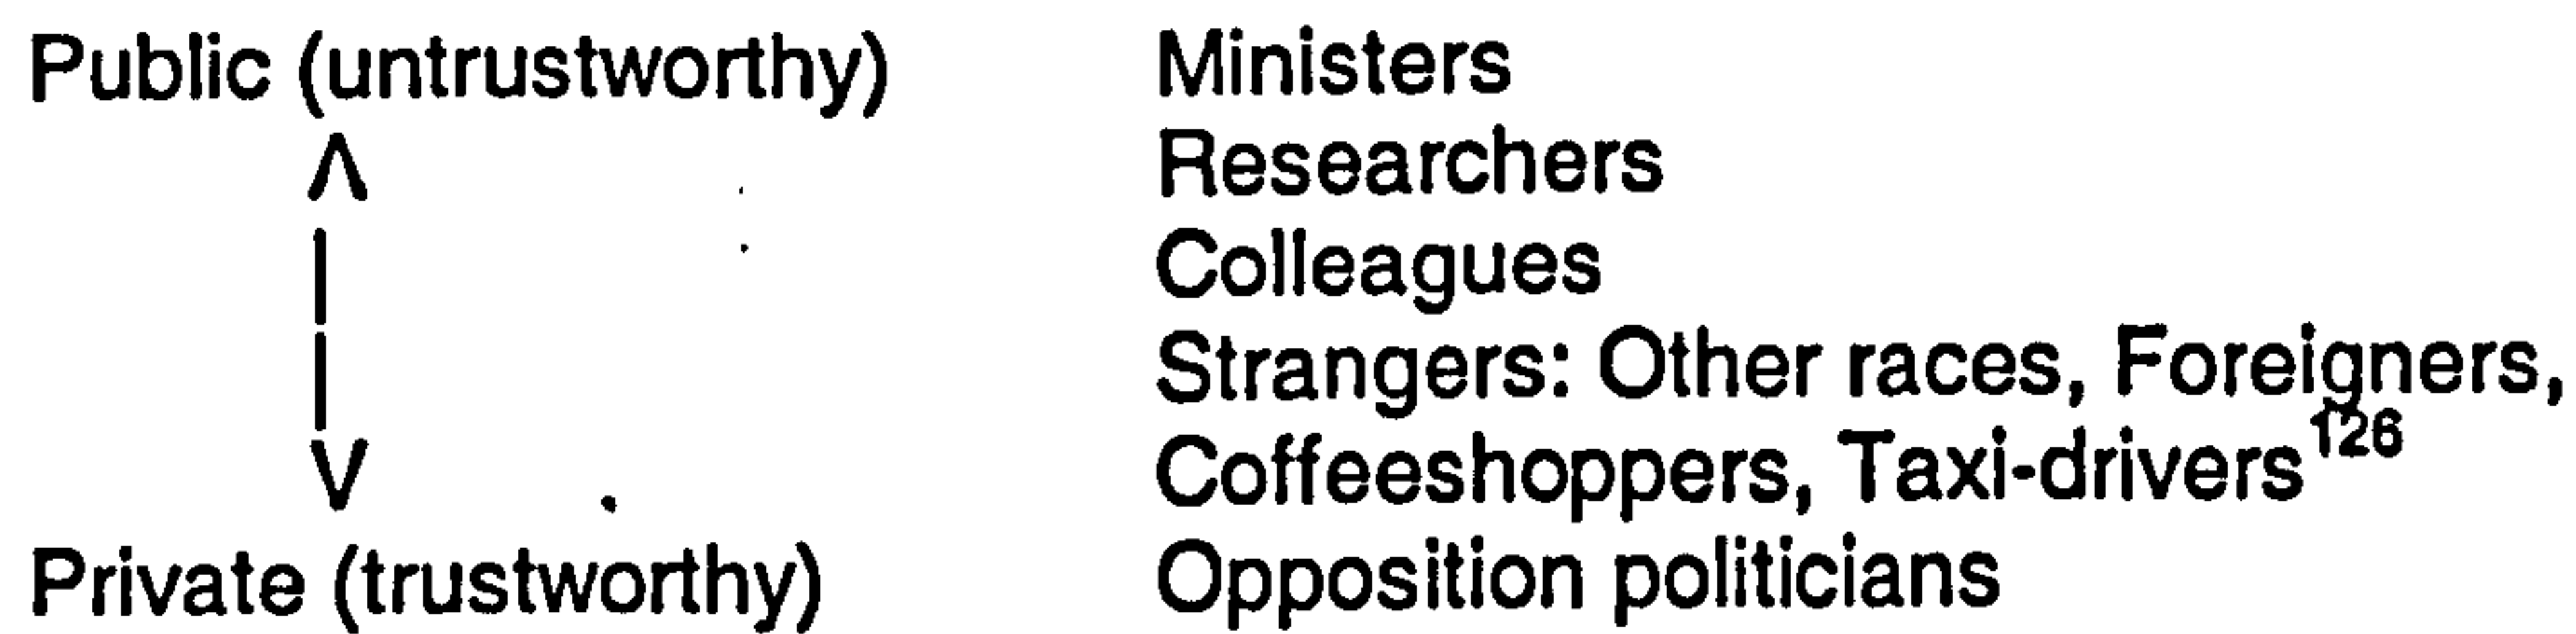 Public (untrustworthy) Ministers
Λ Researchers
| Colleagues
| Strangers: Other races, Foreigners,
V Coffeeshoppers, Taxi-drivers126
Private (trustworthy) Opposition politicians